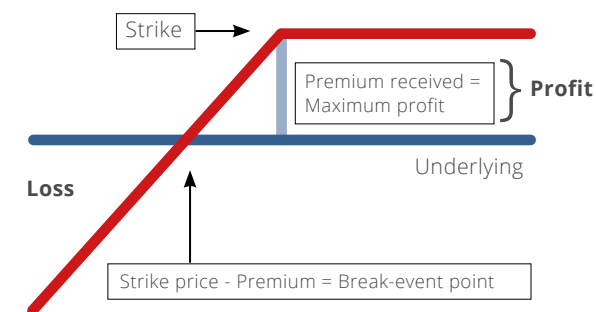 Strike
Premium received =
Maximum profit
Profit
Underlying
Loss
Strike price - Premium = Break-event point